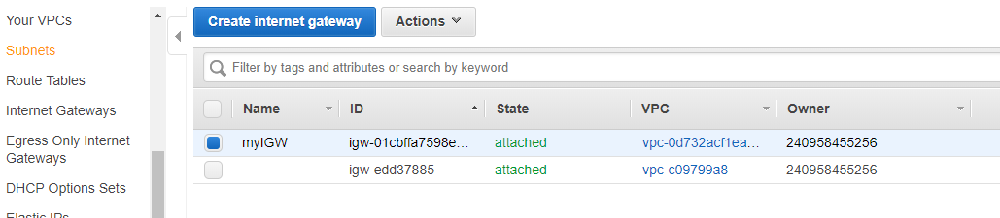 Your VPCs
Subnets
Route Tables
Internet Gateways
Egress Only Internet
Gateways
DHCP Options Sets
Elastic IPs
Create internet gateway Actions
Filter by tags and attributes or search by keyword
Name ID State VPC Owner
myIGW igw-01cbffa7598e... attached vpc-0d732acf1ea... 240958455256
igw-edd37885 attached vpc-c09799a8 240958455256